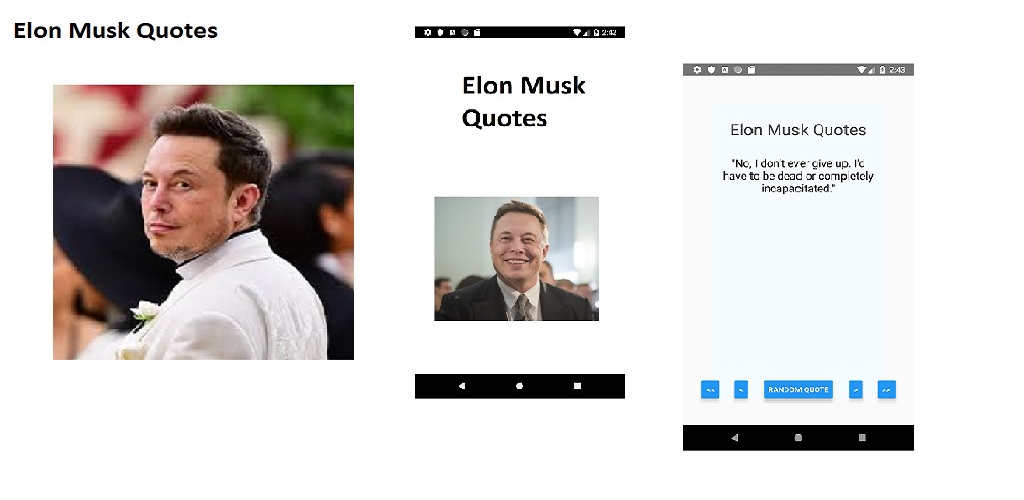 Elon Musk Quotes
2:42
Elon Musk
Quotes
2:43
Elon Musk Quotes
"No, I don't ever give up. I'd
have to be dead or completely
incapacitated."
RANDOM QUOTE